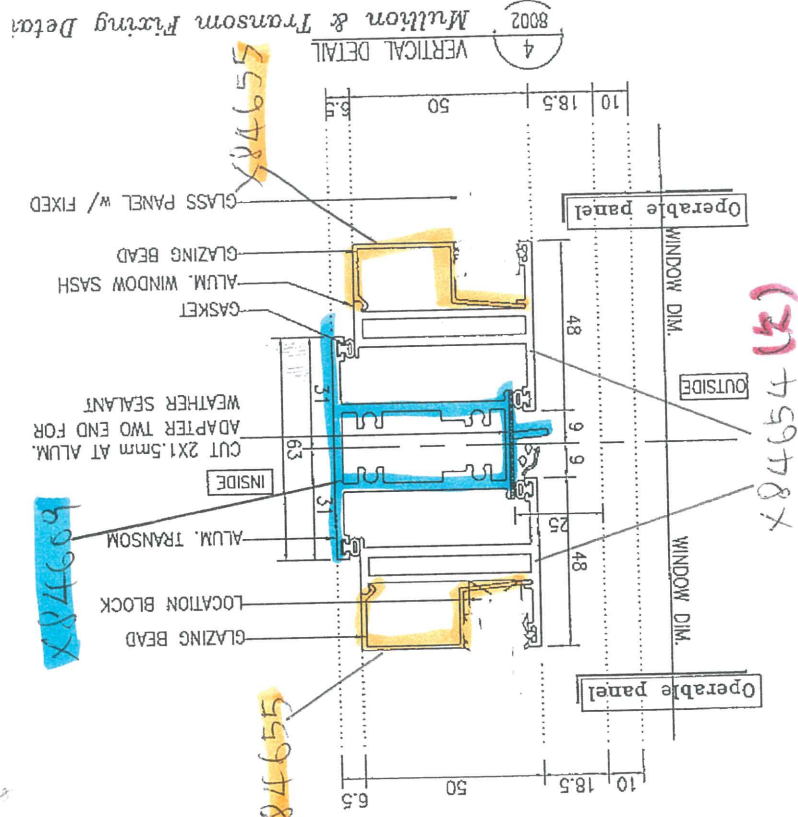 10
18.5
50
6.5
Operable panel
84655
GLAZING BEAD
LOCATION BLOCK
WINDOW DIM.
48
25
ALUM. TRANSOM
X84609
INSIDE
31
63
31
9
9
CUT 2X1.5mm AT ALUM.
ADAPTER TWO END FOR
WEATHER SEALANT
OUTSIDE
X84654
GASKET
ALUM. WINDOW SASH
GLAZING BEAD
48
WINDOW DIM.
Operable panel
GLASS PANEL W/ FIXED
X84655
10
18.5
50
6.5
4
8002
VERTICAL DETAIL
Mullion & Transom Fixing Detai